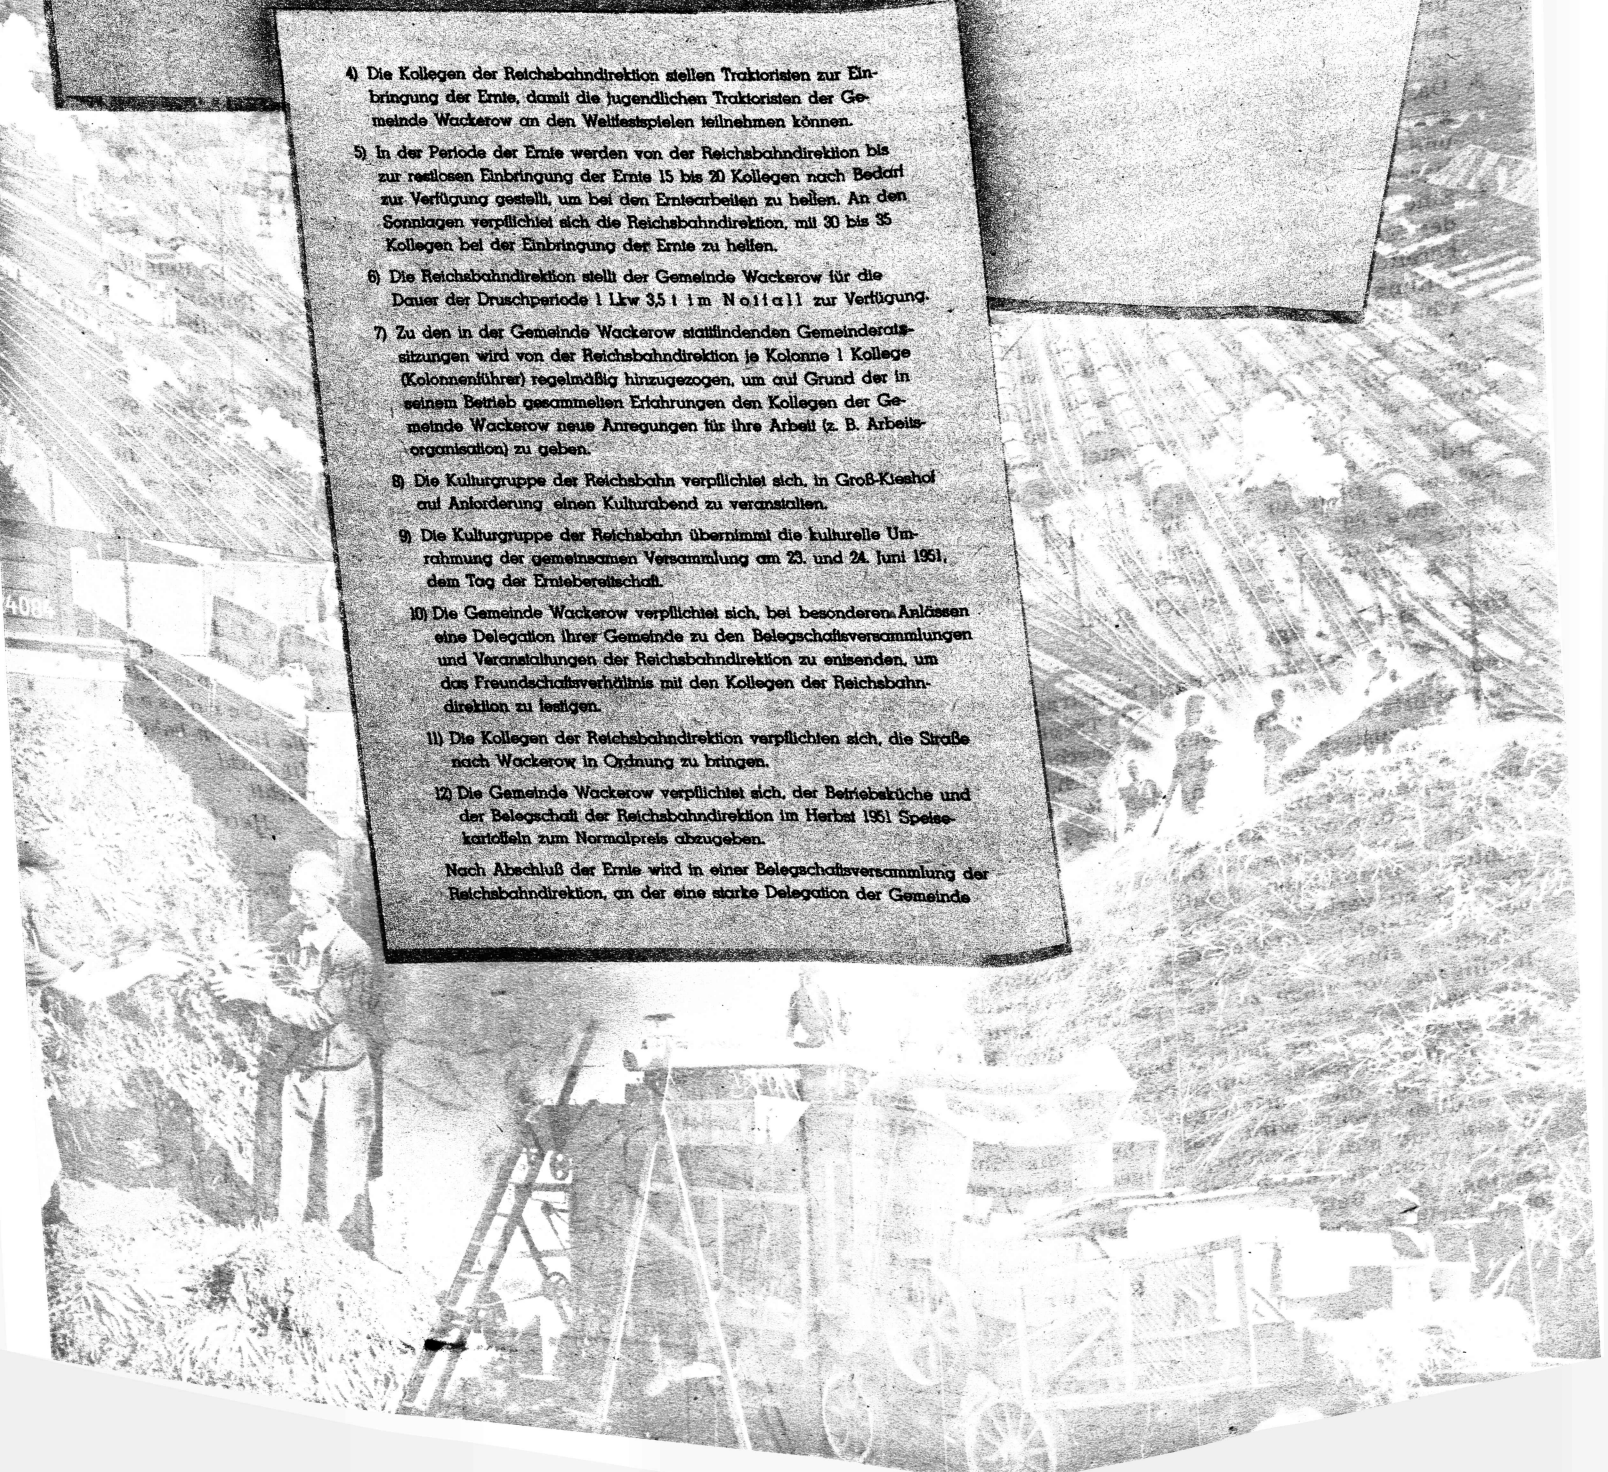 4) Die Kollegen der Reichsbahndirektion stellen Traktoristen zur Ein-
bringung der Ernte, damit die jugendlichen Traktoristen der Ge-
meinde Wackerow an den Weltfestspielen teilnehmen können.
5) In der Periode der Ernte werden von der Reichsbahndirektion bis
zur restlosen Einbringung der Ernte 15 bis 20 Kollegen nach Bedarf
zur Verfügung gestellt, um bei den Erntearbeiten zu helfen. An den
Sonntagen verpflichtet sich die Reichsbahndirektion, mit 30 bis 35
Kollegen bei der Einbringung der Ernte zu helfen.
6) Die Reichsbahndirektion stellt der Gemeinde Wackerow für die
Dauer der Druschperiode 1 Lkw 3,5 t im Notfall zur Verfügung.
7) Zu den in der Gemeinde Wackerow stattfindenden Gemeinderats-
sitzungen wird von der Reichsbahndirektion je Kolonne 1 Kollege
(Kolonnenführer) regelmäßig hinzugezogen, um auf Grund der in
seinem Betrieb gesammelten Erfahrungen den Kollegen der Ge-
meinde Wackerow neue Anregungen für ihre Arbeit (z. B. Arbeits-
organisation) zu geben.
8) Die Kulturgruppe der Reichsbahn verpflichtet sich, in Groß-Kieshof
auf Anforderung einen Kulturabend zu veranstalten.
9) Die Kulturgruppe der Reichsbahn übernimmt die kulturelle Um-
rahmung der gemeinsamen Versammlung am 23. und 24. Juni 1951,
dem Tag der Erntebereitschaft.
10) Die Gemeinde Wackerow verpflichtet sich, bei besonderen Anlässen
eine Delegation ihrer Gemeinde zu den Belegschaftsversammlungen
und Veranstaltungen der Reichsbahndirektion zu entsenden, um
das Freundschaftsverhältnis mit den Kollegen der Reichsbahn-
direktion zu festigen.
11) Die Kollegen der Reichsbahndirektion verpflichten sich, die Straße
nach Wackerow in Ordnung zu bringen.
12) Die Gemeinde Wackerow verpflichtet sich, der Betriebsküche und
der Belegschaft der Reichsbahndirektion im Herbst 1951 Speise-
kartoffeln zum Normalpreis abzugeben.
Nach Abschluß der Ernte wird in einer Belegschaftsversammlung der
Reichsbahndirektion, an der eine starke Delegation der Gemeinde